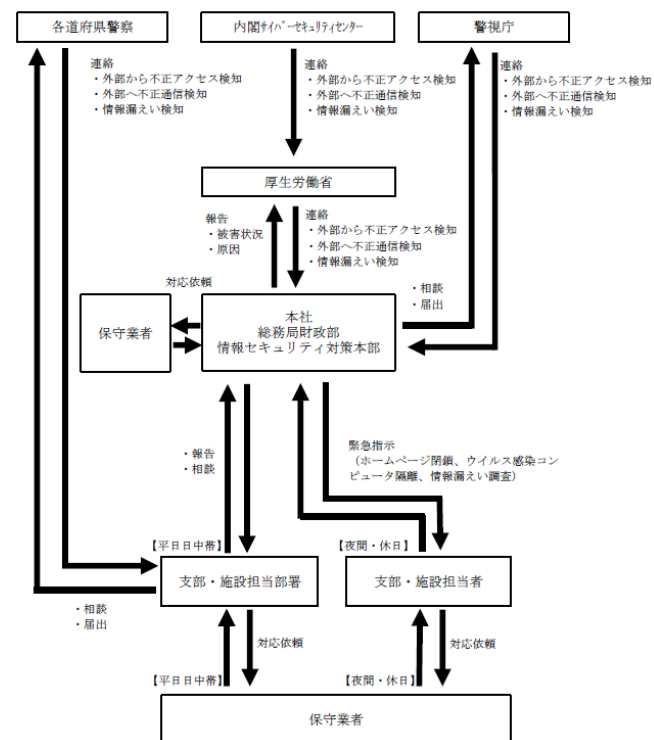 各道府県警察
内閣サイバーセキュリティセンター
警視庁
連絡
・外部から不正アクセス検知
・外部へ不正通信検知
・情報漏えい検知
連絡
・外部から不正アクセス検知
・外部へ不正通信検知
・情報漏えい検知
連絡
・外部から不正アクセス検知
・外部へ不正通信検知
・情報漏えい検知
厚生労働省
報告
・被害状況
・原因
連絡
・外部から不正アクセス検知
・外部へ不正通信検知
・情報漏えい検知
対応依頼
・相談
・届出
保守業者
本社
総務局財政部
情報セキュリティ対策本部
・報告
・相談
緊急指示
（ホームページ閉鎖、ウイルス感染コン
ピュータ隔離、情報漏えい調査）
【平日日中帯】
【夜間・休日】
支部・施設担当部署
支部・施設担当者
・相談
・届出
対応依頼
対応依頼
【平日日中帯】
【夜間・休日】
保守業者